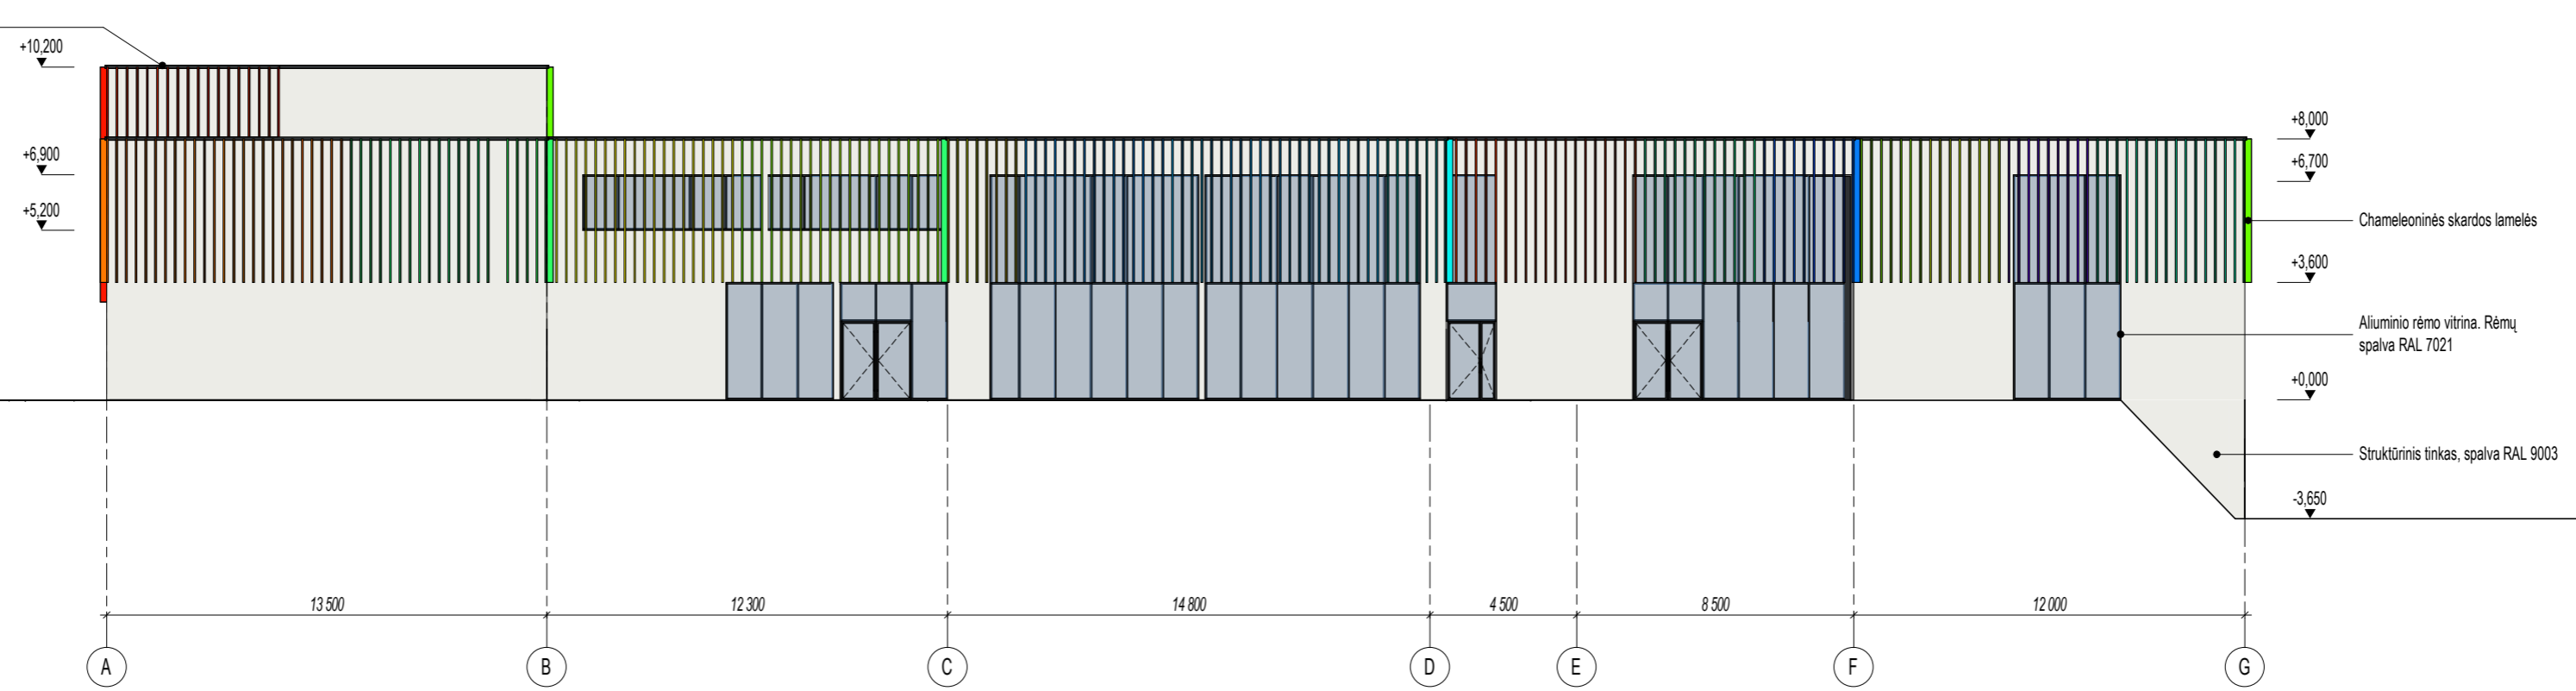 +10,200
+6,900
+5,200
+8,000
+6,700
Chameleoninės skardos lamelės
+3,600
Aliuminio rėmo vitrina. Rėmų
spalva RAL 7021
+0,000
Struktūrinis tinkas, spalva RAL 9003
-3,650
13 500
12 300
14 800
4 500
8 500
12 000
A
B
C
D
E
F
G